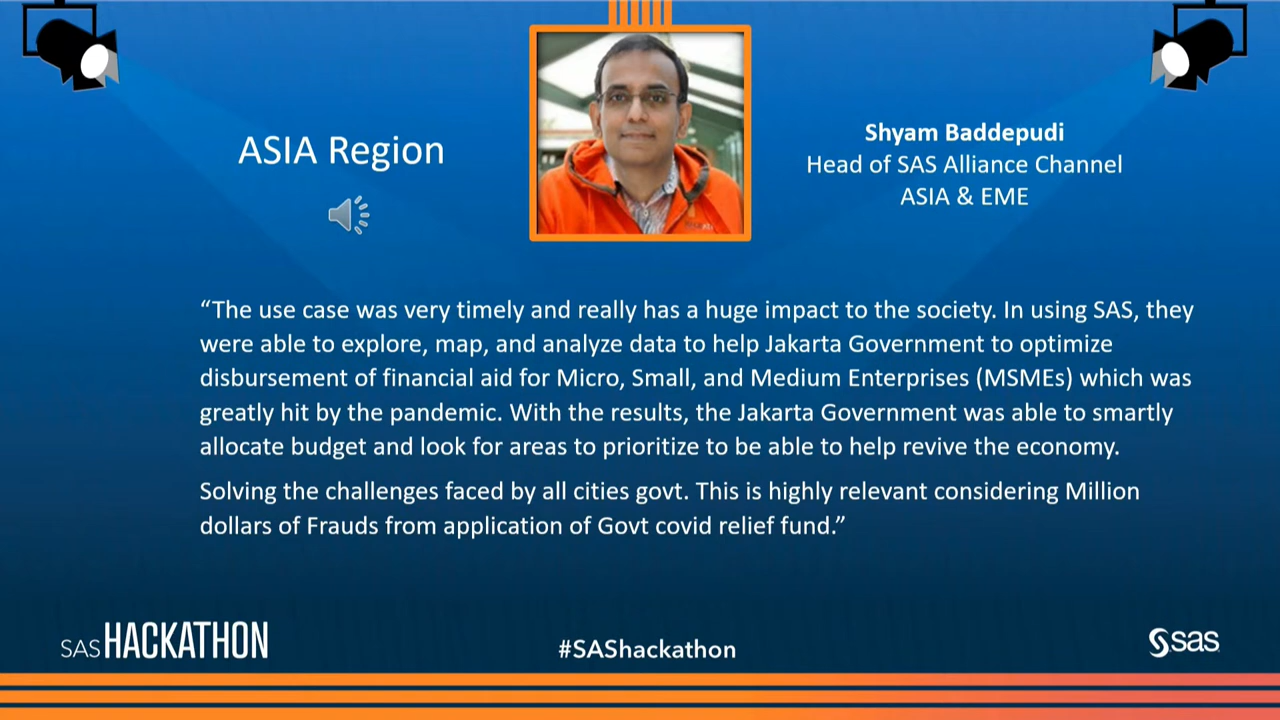 ASIA Region
Shyam Baddepudi
Head of SAS Alliance Channel
ASIA & EME
“The use case was very timely and really has a huge impact to the society. In using SAS, they
were able to explore, map, and analyze data to help Jakarta Government to optimize
disbursement of financial aid for Micro, Small, and Medium Enterprises (MSMEs) which was
greatly hit by the pandemic. With the results, the Jakarta Government was able to smartly
allocate budget and look for areas to prioritize to be able to help revive the economy.
Solving the challenges faced by all cities govt. This is highly relevant considering Million
dollars of Frauds from application of Govt covid relief fund.”
SAS HACKATHON
#SAShackathon
sas